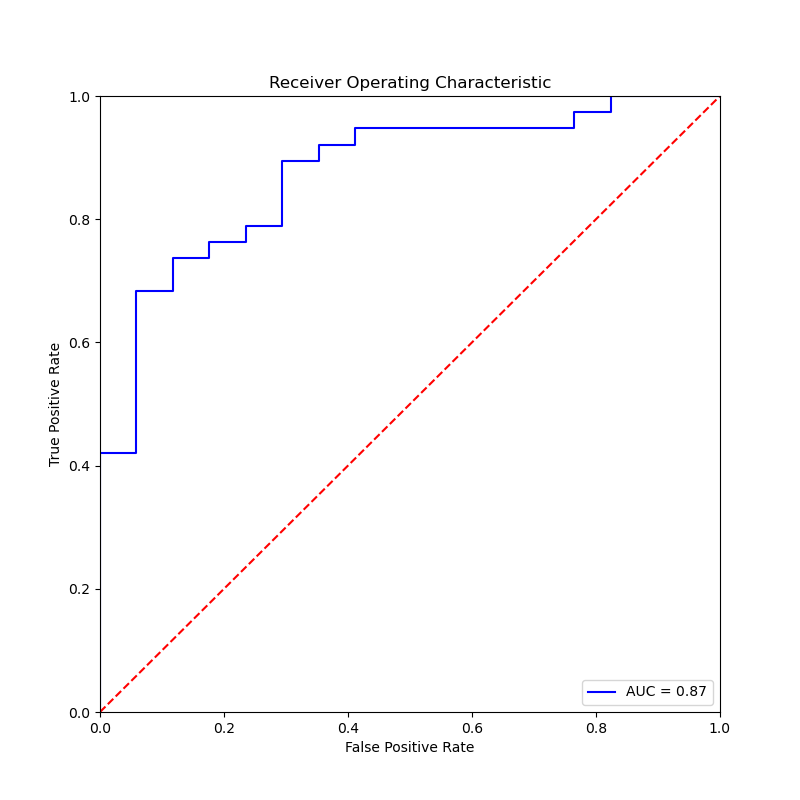 Receiver Operating Characteristic
1.0
0.8
0.6
0.4
0.2
0.0
True Positive Rate
AUC = 0.87
0.0 0.2 0.4 0.6 0.8 1.0
False Positive Rate